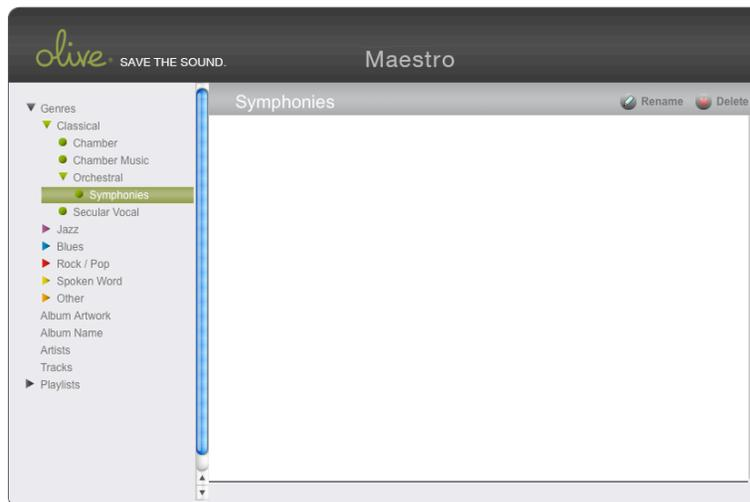 olive. SAVE THE SOUND.
Maestro
Symphonies
Rename
Delete
Genres
Classical
Chamber
Chamber Music
Orchestral
Symphonies
Secular Vocal
Jazz
Blues
Rock / Pop
Spoken Word
Other
Album Artwork
Album Name
Artists
Tracks
Playlists